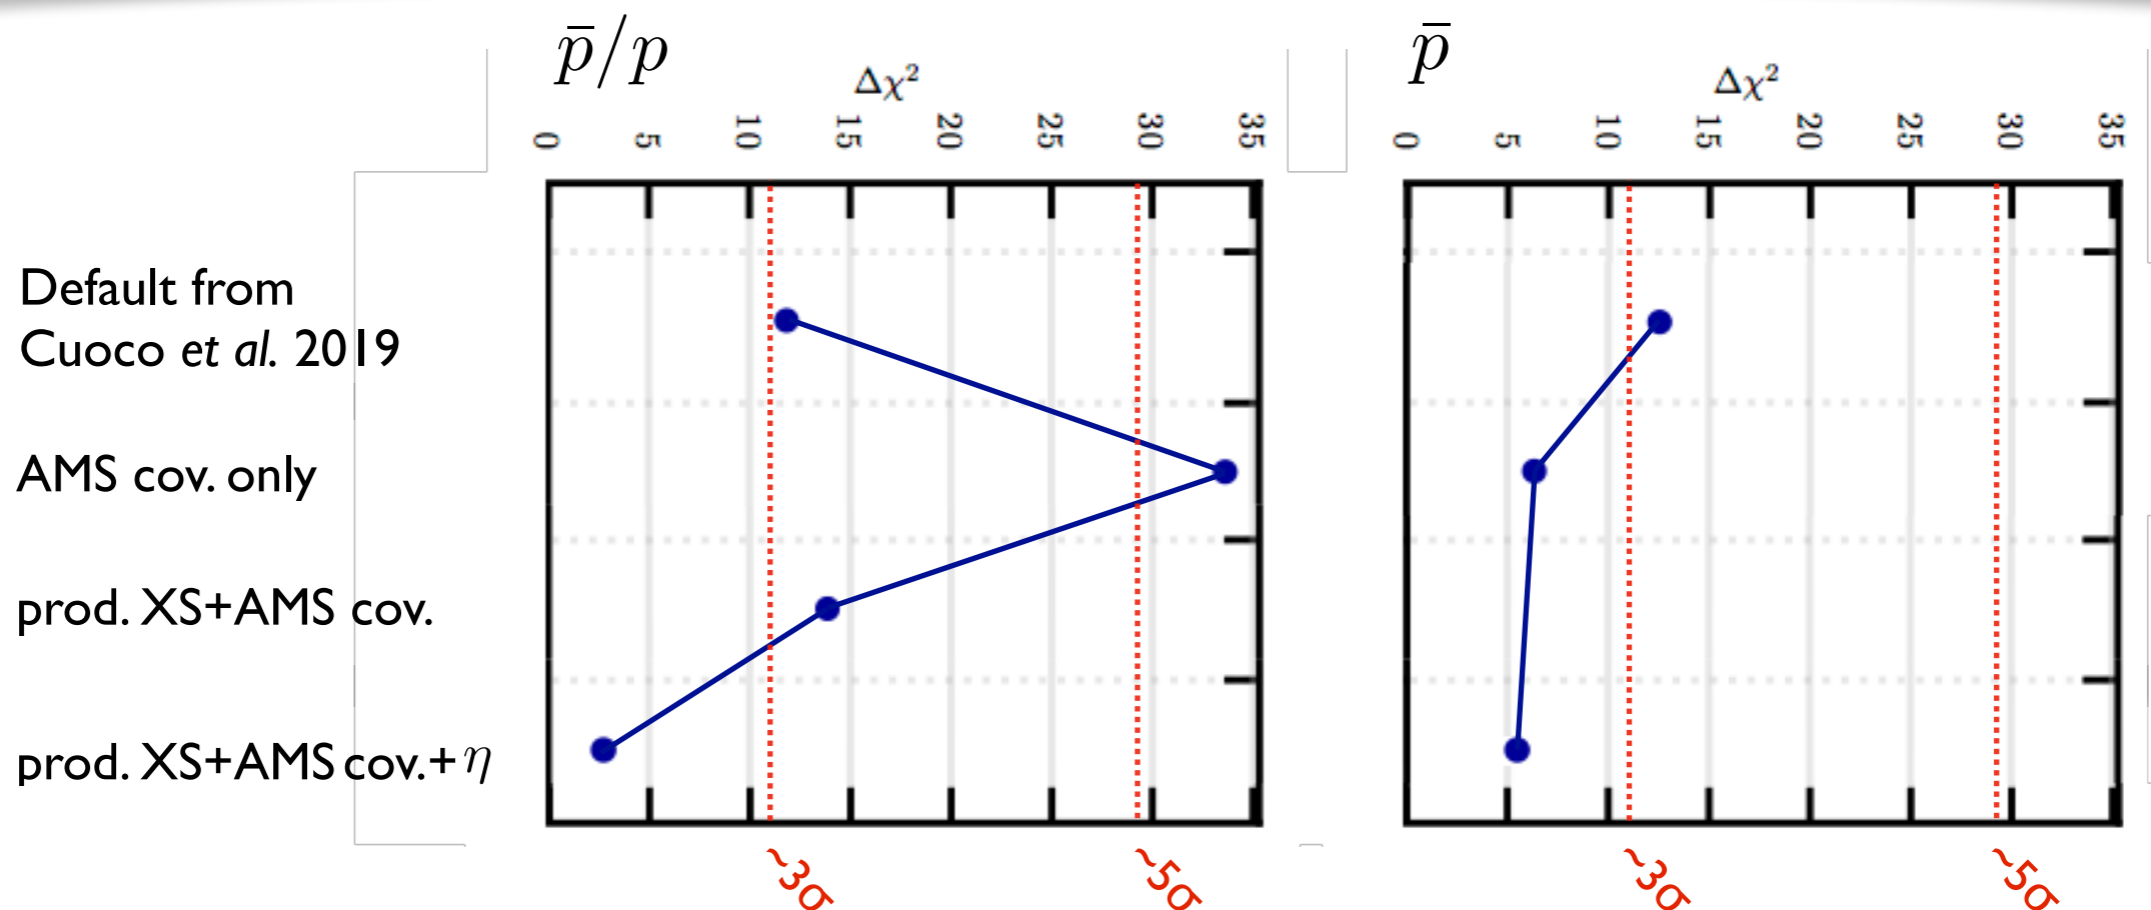 p̄/p
Δχ²
0 5 10 15 20 25 30 35
p̄
Δχ²
0 5 10 15 20 25 30 35
Default from
Cuoco et al. 2019
AMS cov. only
prod. XS+AMS cov.
prod. XS+AMS cov.+η
~3σ
~5σ
~3σ
~5σ